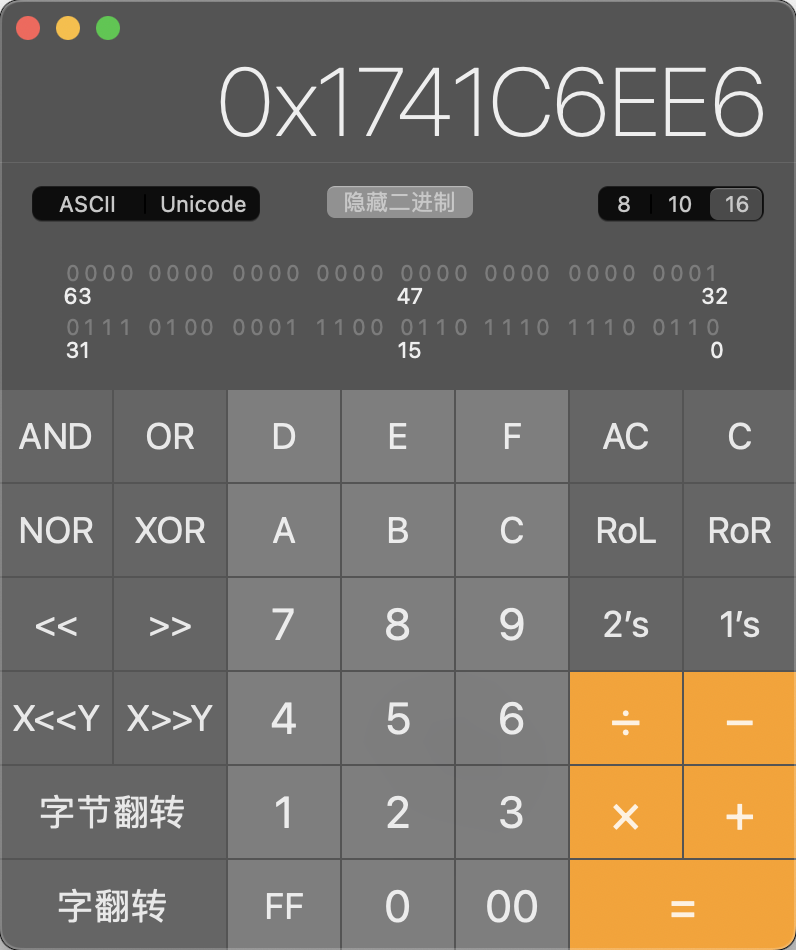 0x1741C6EE6
ASCII Unicode 隐藏二进制 8 10 16
0000 0000 0000 0000 0000 0000 0000 0001
63 47 32
0111 0100 0001 1100 0110 1110 1110 0110
31 15 0
AND OR D E F AC C
NOR XOR A B C RoL RoR
<< >> 7 8 9 2's 1's
X<<Y X>>Y 4 5 6 ÷ −
字节翻转 1 2 3 × +
字翻转 FF 0 00 =